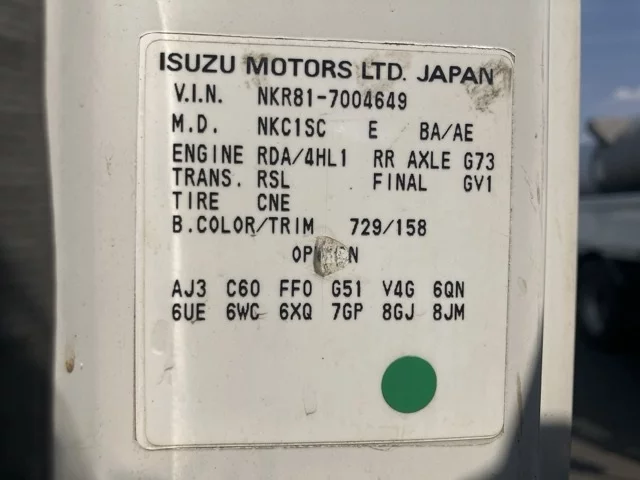 ISUZU MOTORS LTD. JAPAN
V.I.N. NKR81-7004649
M.D. NKC1SC E BA/AE
ENGINE RDA/4HL1 RR AXLE G73
TRANS. RSL FINAL GV1
TIRE CNE
B.COLOR/TRIM 729/158
AJ3 C60 FF0 G51 V4G 6QN
6UE 6WC 6XQ 7GP 8GJ 8JM